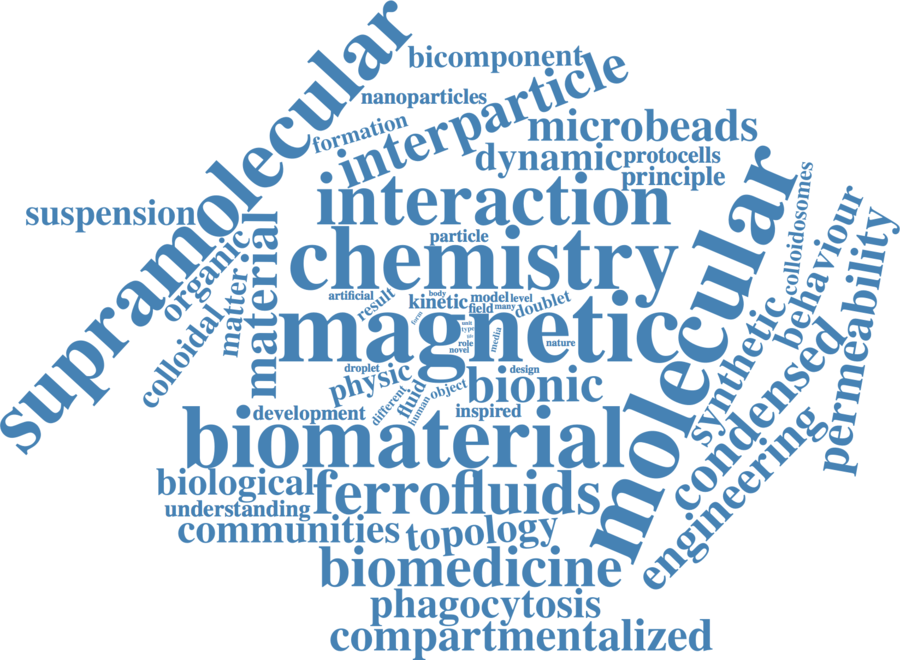 supramolecular
bicomponent
nanoparticles
interparticle
formation
microbeads
dynamic
protocells
principle
suspension
interaction
organic
material
matter
colloidal
particle
chemistry
molecular
colloidosomes
behaviour
permeability
artificial
result
body
kinetic
model
level
field
many
doublet
magnetic
form
unit
type
role
novel
media
nature
synthetic
condensed
engineering
droplet
physic
design
bionic
different
fluid
human
object
development
inspired
biomaterial
biological
ferrofluids
understanding
communities
topology
biomedicine
phagocytosis
compartmentalized